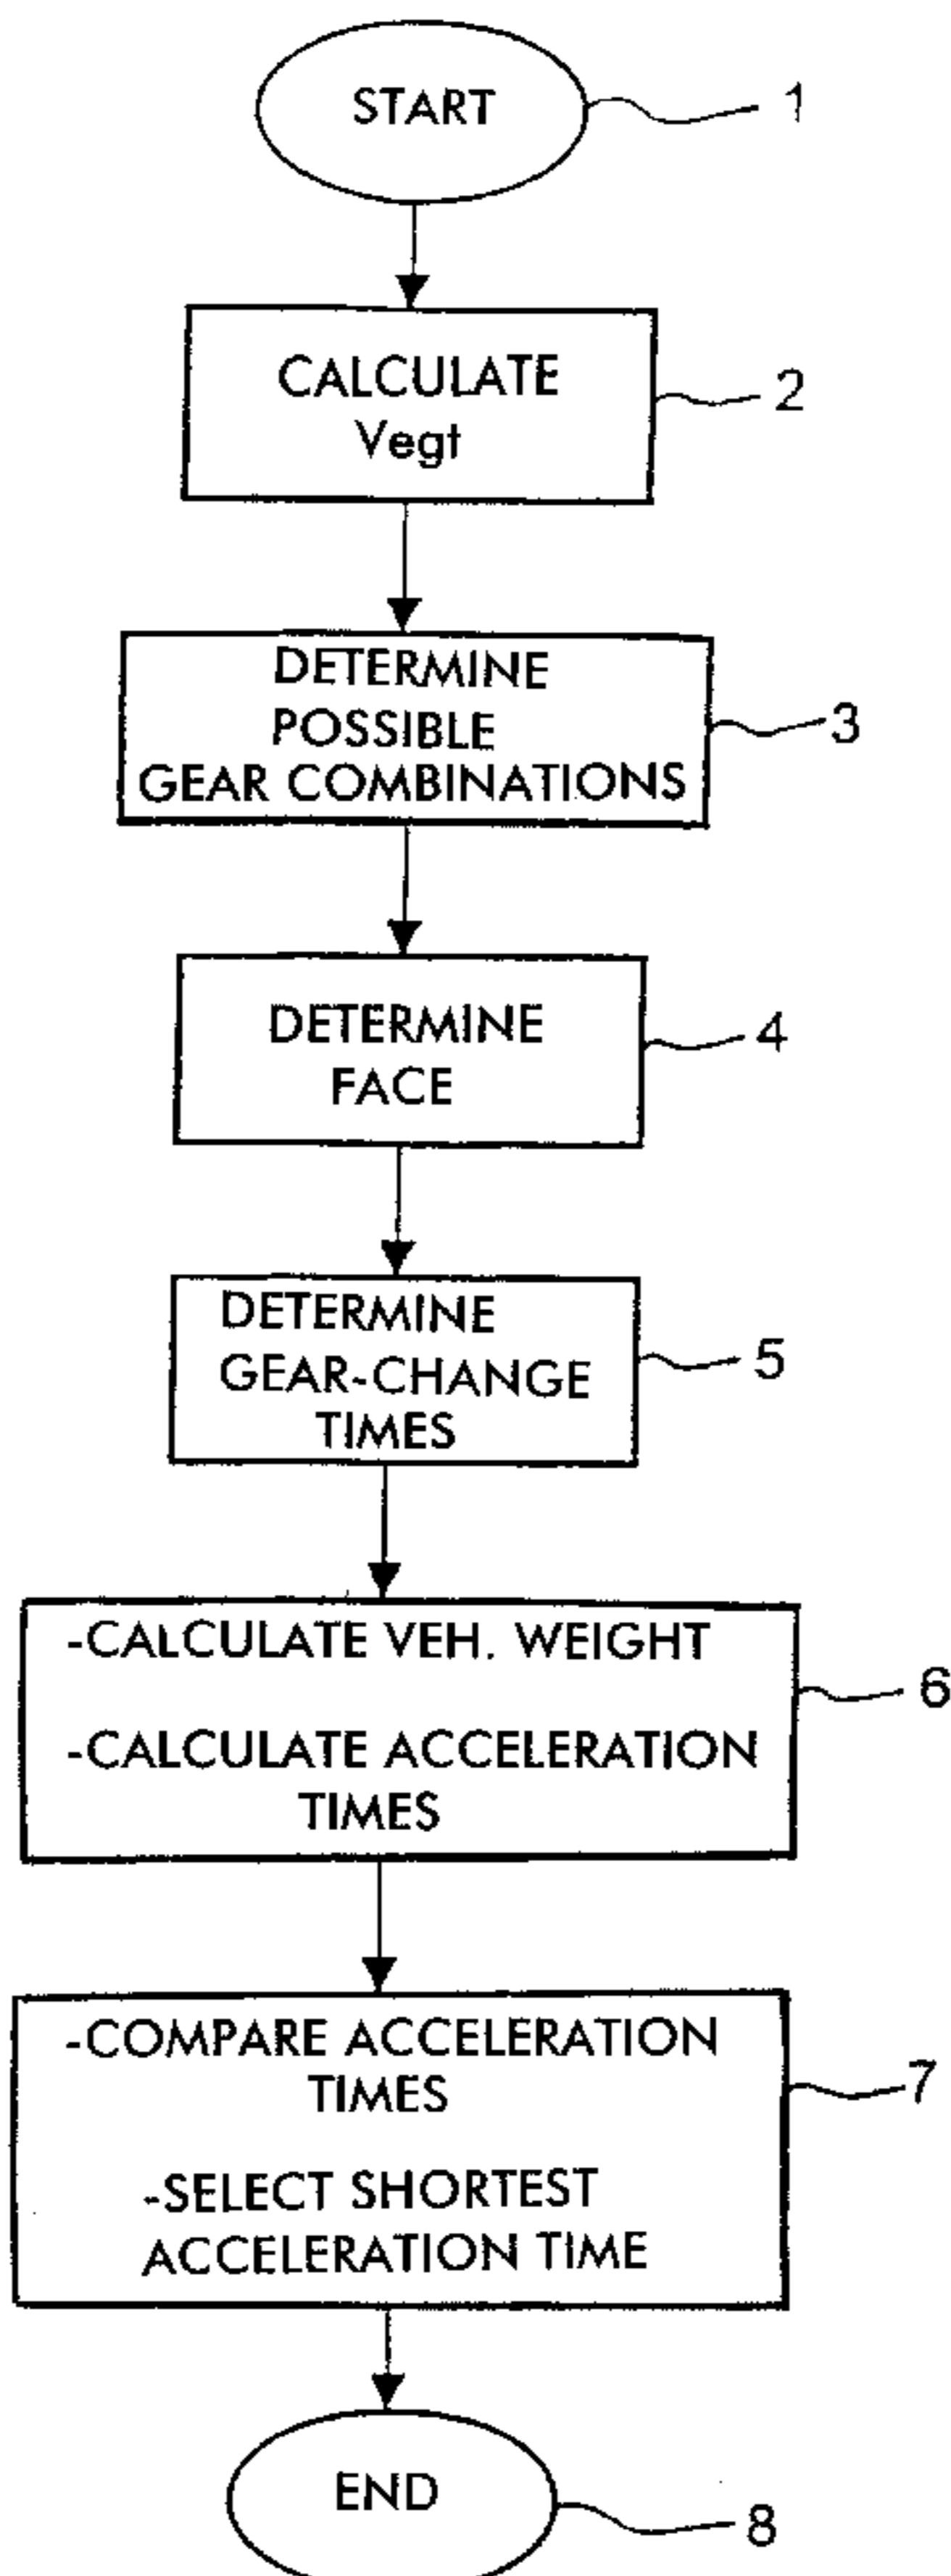 START
1
CALCULATE
Vegt
2
DETERMINE
POSSIBLE
GEAR COMBINATIONS
3
DETERMINE
FACE
4
DETERMINE
GEAR-CHANGE
TIMES
5
-CALCULATE VEH. WEIGHT
-CALCULATE ACCELERATION
TIMES
6
-COMPARE ACCELERATION
TIMES
-SELECT SHORTEST
ACCELERATION TIME
7
END
8